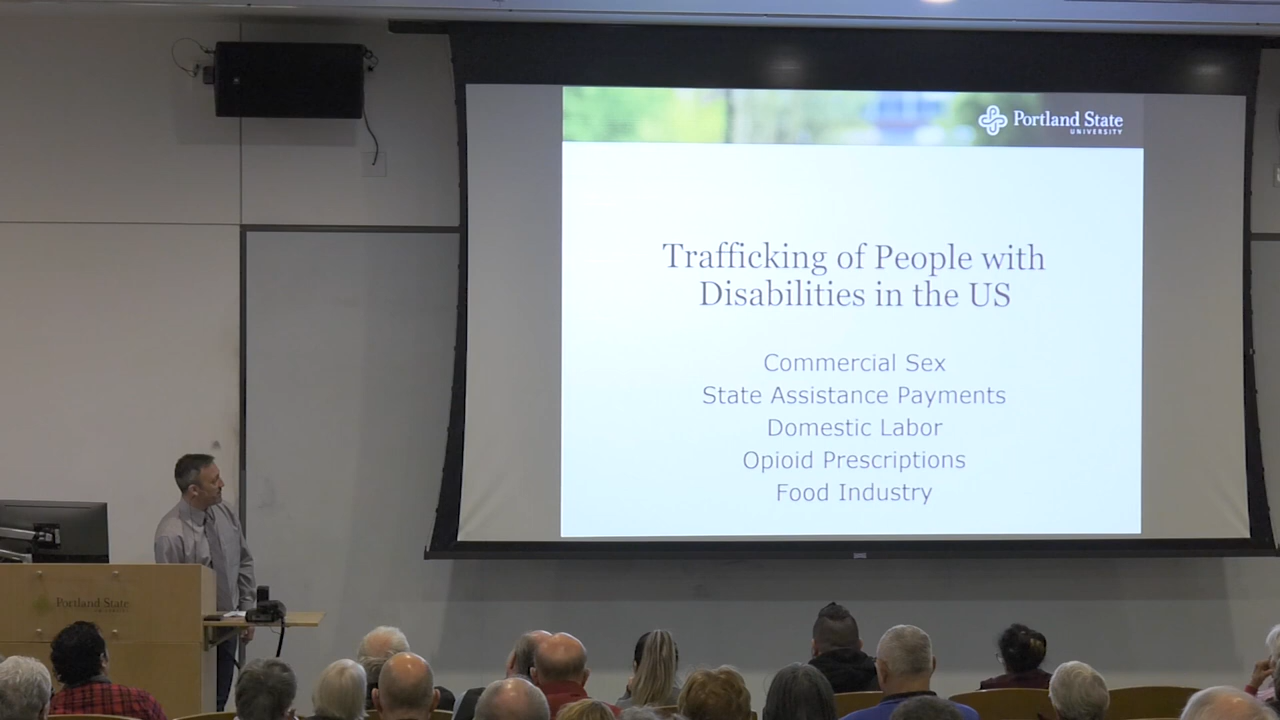 Portland State
UNIVERSITY
Trafficking of People with
Disabilities in the US
Commercial Sex
State Assistance Payments
Domestic Labor
Opioid Prescriptions
Food Industry
Portland State
UNIVERSITY